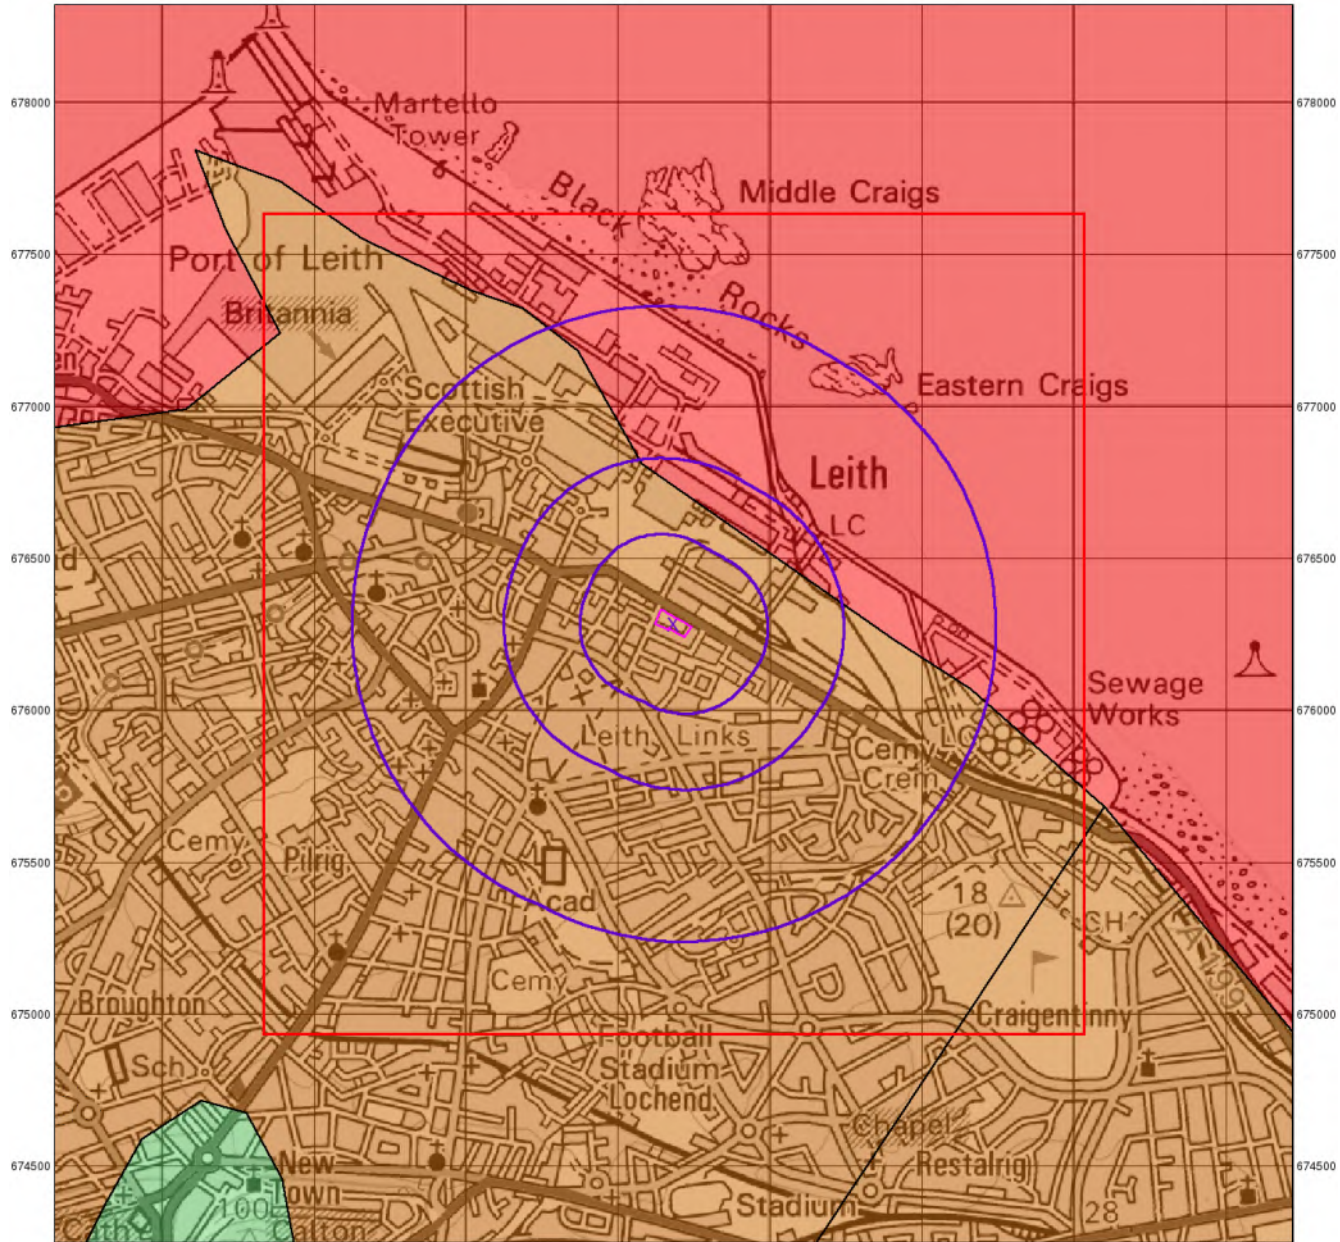 678000
678000
Martello
Tower
Black
Rocks
Middle Craigs
677500
677500
Port of Leith
Britannia
Scottish
Executive
Eastern Craigs
677000
677000
Leith
LC
676500
676500
Sewage
Works
676000
676000
Leith Links
LC
Cemy
Crem
Cemy
Pilrig
675500
675500
Acad
18
(20)
CH
A 199
Cemy
Broughton
Craigentinny
675000
675000
Football
Stadium
Lochend
Sch
Chapel
Restalrig
674500
674500
New
Town
100
Calton
Cath
Stadium
28